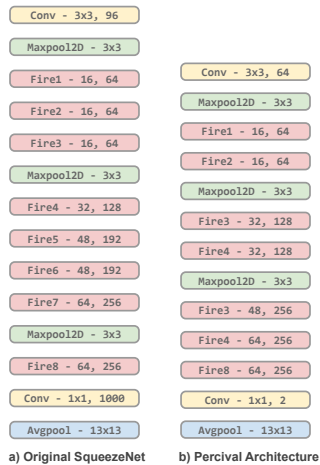 Conv - 3x3, 96
Maxpool2D - 3x3
Fire1 - 16, 64
Fire2 - 16, 64
Fire3 - 16, 64
Maxpool2D - 3x3
Fire4 - 32, 128
Fire5 - 48, 192
Fire6 - 48, 192
Fire7 - 64, 256
Maxpool2D - 3x3
Fire8 - 64, 256
Conv - 1x1, 1000
Avgpool - 13x13
a) Original SqueezeNet
Conv - 3x3, 64
Maxpool2D - 3x3
Fire1 - 16, 64
Fire2 - 16, 64
Maxpool2D - 3x3
Fire3 - 32, 128
Fire4 - 32, 128
Maxpool2D - 3x3
Fire3 - 48, 256
Fire4 - 64, 256
Fire8 - 64, 256
Conv - 1x1, 2
Avgpool - 13x13
b) Percival Architecture